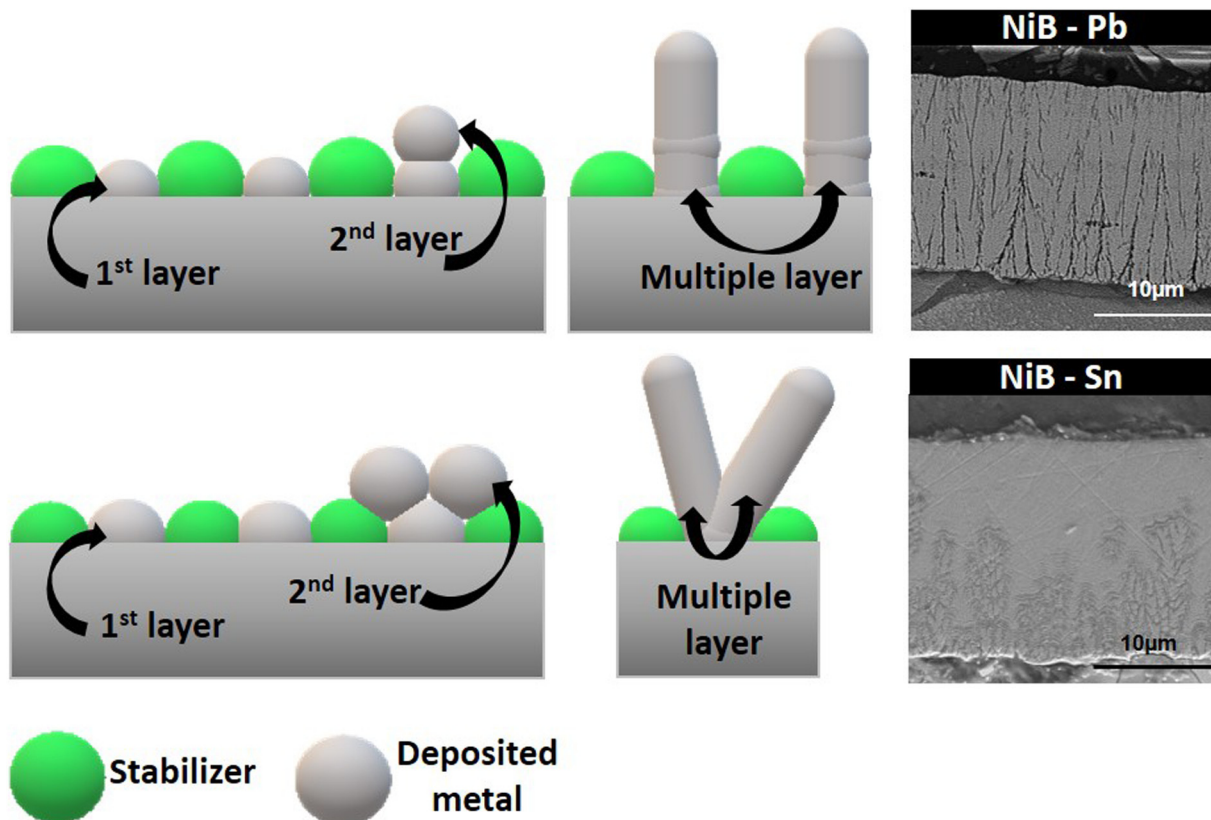 NiB - Pb
2nd layer
1st layer
Multiple layer
10µm
NiB - Sn
2nd layer
1st layer
Multiple
layer
10µm
Stabilizer
Deposited
metal